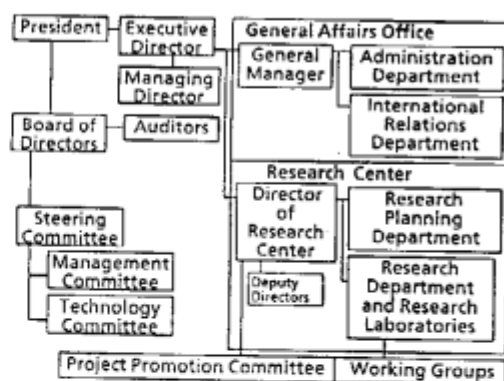 President
Executive
Director
Managing
Director
Board of
Directors
Auditors
Steering
Committee
Management
Committee
Technology
Committee
General Affairs Office
General
Manager
Administration
Department
International
Relations
Department
Research Center
Director
of
Research
Center
Deputy
Directors
Research
Planning
Department
Research
Department
and Research
Laboratories
Project Promotion Committee
Working Groups